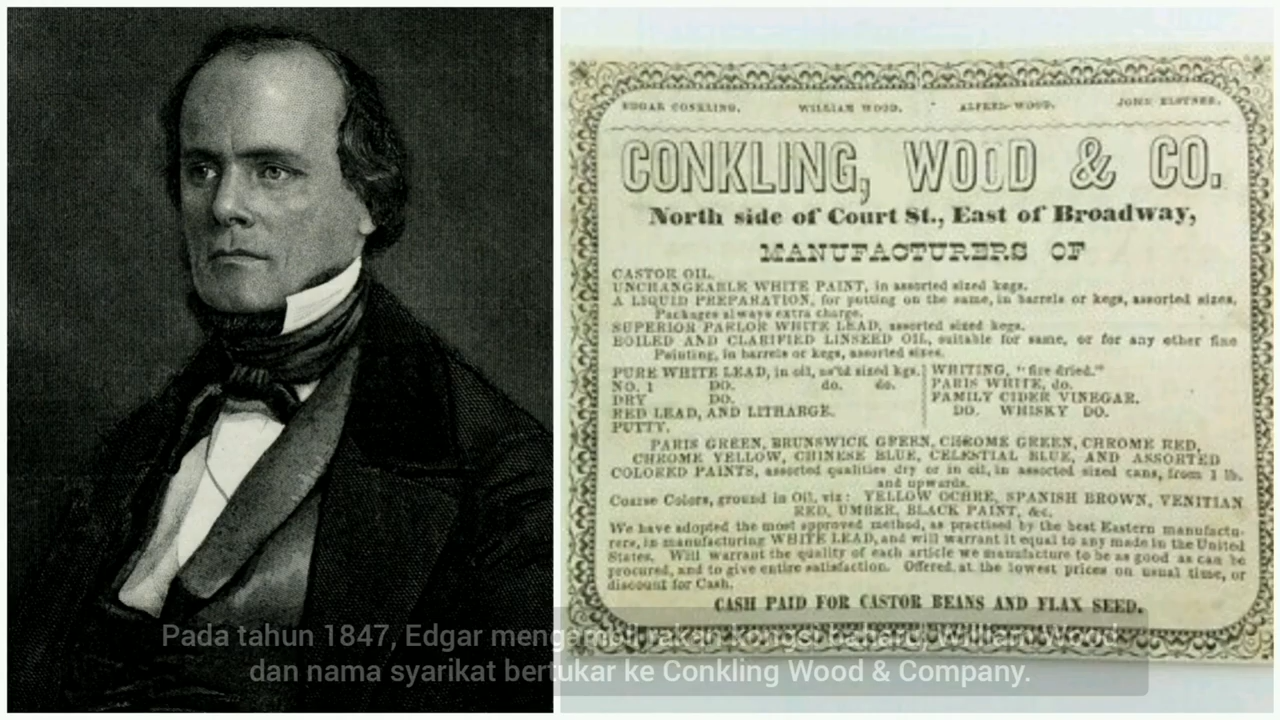 EDGAR CONKLING. WILLIAM WOOD. ALFRED WOOD. JOHN ELSTNER.
CONKLING, WOOD & CO.
North side of Court St., East of Broadway,
MANUFACTURERS OF
CASTOR OIL.
UNCHANGEABLE WHITE PAINT, in assorted sized kegs.
A LIQUID PREPARATION, for putting on the same, in barrels or kegs, assorted sizes.
Packages always extra charge.
SUPERIOR PARLOR WHITE LEAD, assorted sized kegs.
BOILED AND CLARIFIED LINSEED OIL, suitable for same, or for any other fine
Painting, in barrels or kegs, assorted sizes.
PURE WHITE LEAD, in oil, as'td sized kgs.
NO. 1 DO. do. do.
DRY DO.
RED LEAD, AND LITHARGE.
PUTTY.
WRITING, "fire dried."
PARIS WHITE, do.
FAMILY CIDER VINEGAR.
DO. WHISKY DO.
PARIS GREEN, BRUNSWICK GREEN, CHROME GREEN, CHROME RED,
CHROME YELLOW, CHINESE BLUE, CELESTIAL BLUE, AND ASSORTED
COLORED PAINTS, assorted qualities dry or in oil, in assorted sized cans, from 1 lb.
and upwards.
Coarse Colors, ground in Oil, viz: YELLOW OCHRE, SPANISH BROWN, VENITIAN
RED, UMBER, BLACK PAINT, &c.
We have adopted the most approved method, as practised by the best Eastern manufactu-
rers, in manufacturing WHITE LEAD, and will warrant it equal to any made in the United
States. Will warrant the quality of each article we manufacture to be as good as can be
procured, and to give entire satisfaction. Offered at the lowest prices on usual time, or
discount for Cash.
CASH PAID FOR CASTOR BEANS AND FLAX SEED.
Pada tahun 1847, Edgar mengambil rakan kongsi baharu, William Wood
dan nama syarikat bertukar ke Conkling Wood & Company.